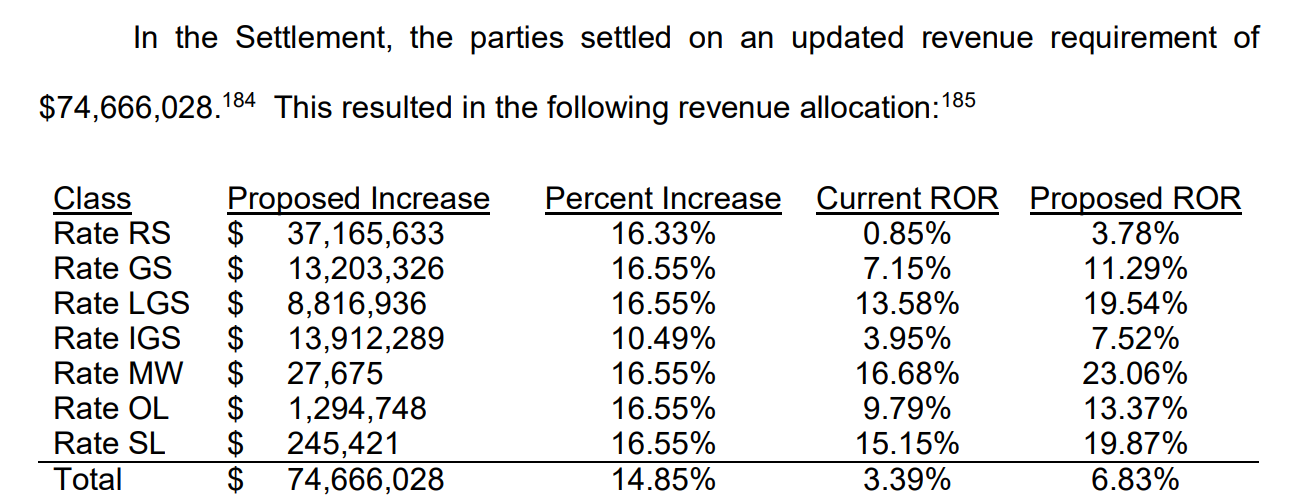 In the Settlement, the parties settled on an updated revenue requirement of
$74,666,028.184 This resulted in the following revenue allocation:185
Class Proposed Increase Percent Increase Current ROR Proposed ROR
Rate RS $ 37,165,633 16.33% 0.85% 3.78%
Rate GS $ 13,203,326 16.55% 7.15% 11.29%
Rate LGS $ 8,816,936 16.55% 13.58% 19.54%
Rate IGS $ 13,912,289 10.49% 3.95% 7.52%
Rate MW $ 27,675 16.55% 16.68% 23.06%
Rate OL $ 1,294,748 16.55% 9.79% 13.37%
Rate SL $ 245,421 16.55% 15.15% 19.87%
Total $ 74,666,028 14.85% 3.39% 6.83%